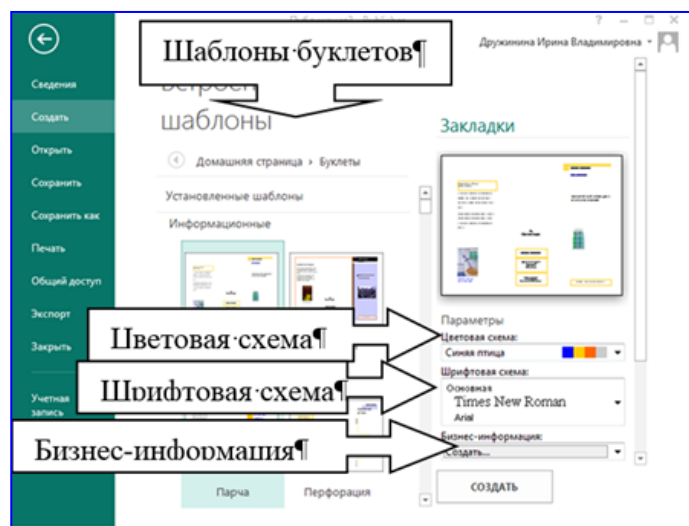 Дружинина Ирина Владимировна
Шаблоны·буклетов¶
шаблоны
Сведения
Создать
Открыть
Сохранить
Сохранить как
Печать
Общий доступ
Экспорт
Закрыть
Учетная
запись
Домашняя страница › Буклеты
Установленные шаблоны
Информационные
Парча
Перфорация
Закладки
Параметры
Цветовая схема:
Синяя птица
Шрифтовая схема:
Основная
Times New Roman
Arial
Бизнес-информация:
Создать...
СОЗДАТЬ
Цветовая·схема¶
Шрифтовая·схема¶
Бизнес-информация¶